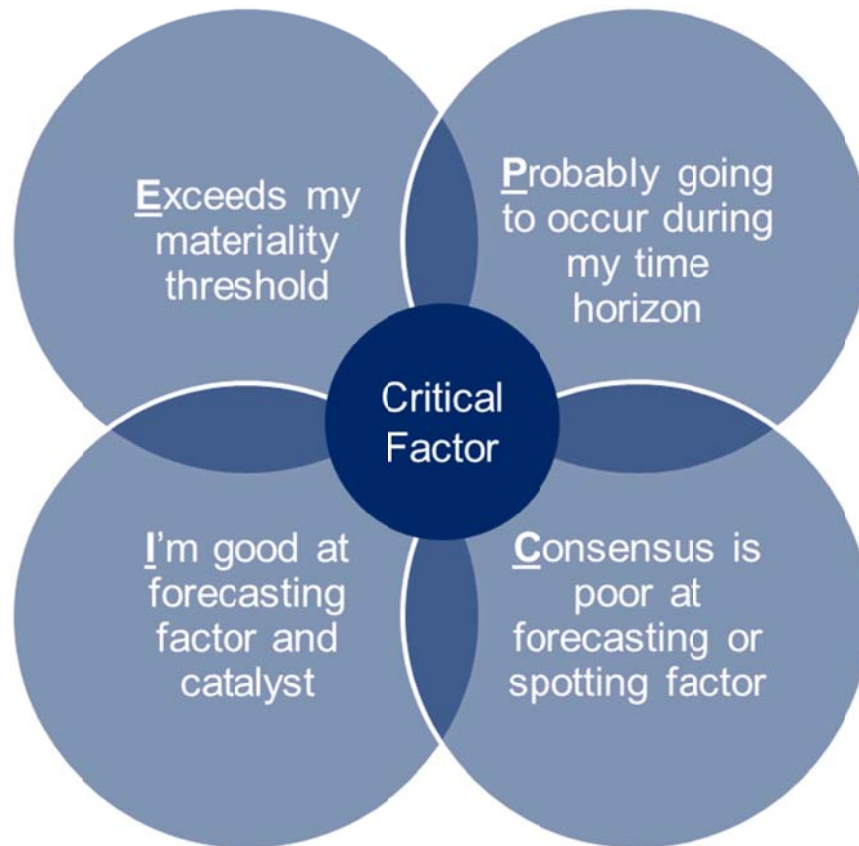 Exceeds my
materiality
threshold
Probably going
to occur during
my time
horizon
Critical
Factor
I'm good at
forecasting
factor and
catalyst
Consensus is
poor at
forecasting or
spotting factor